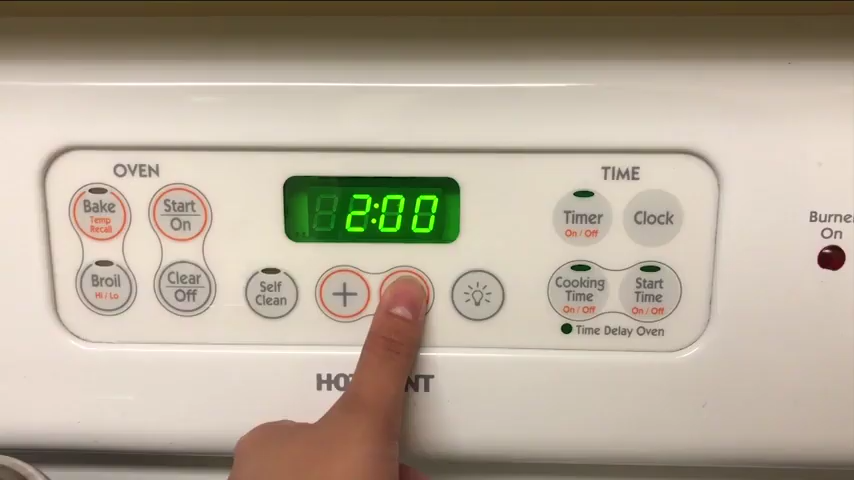 OVEN
TIME
Bake
Temp
Recall
Start
On
2:00
Timer
On / Off
Clock
Burner
On
Broil
Hi / Lo
Clear
Off
Self
Clean
+
Cooking
Time
On / Off
Start
Time
On / Off
Time Delay Oven